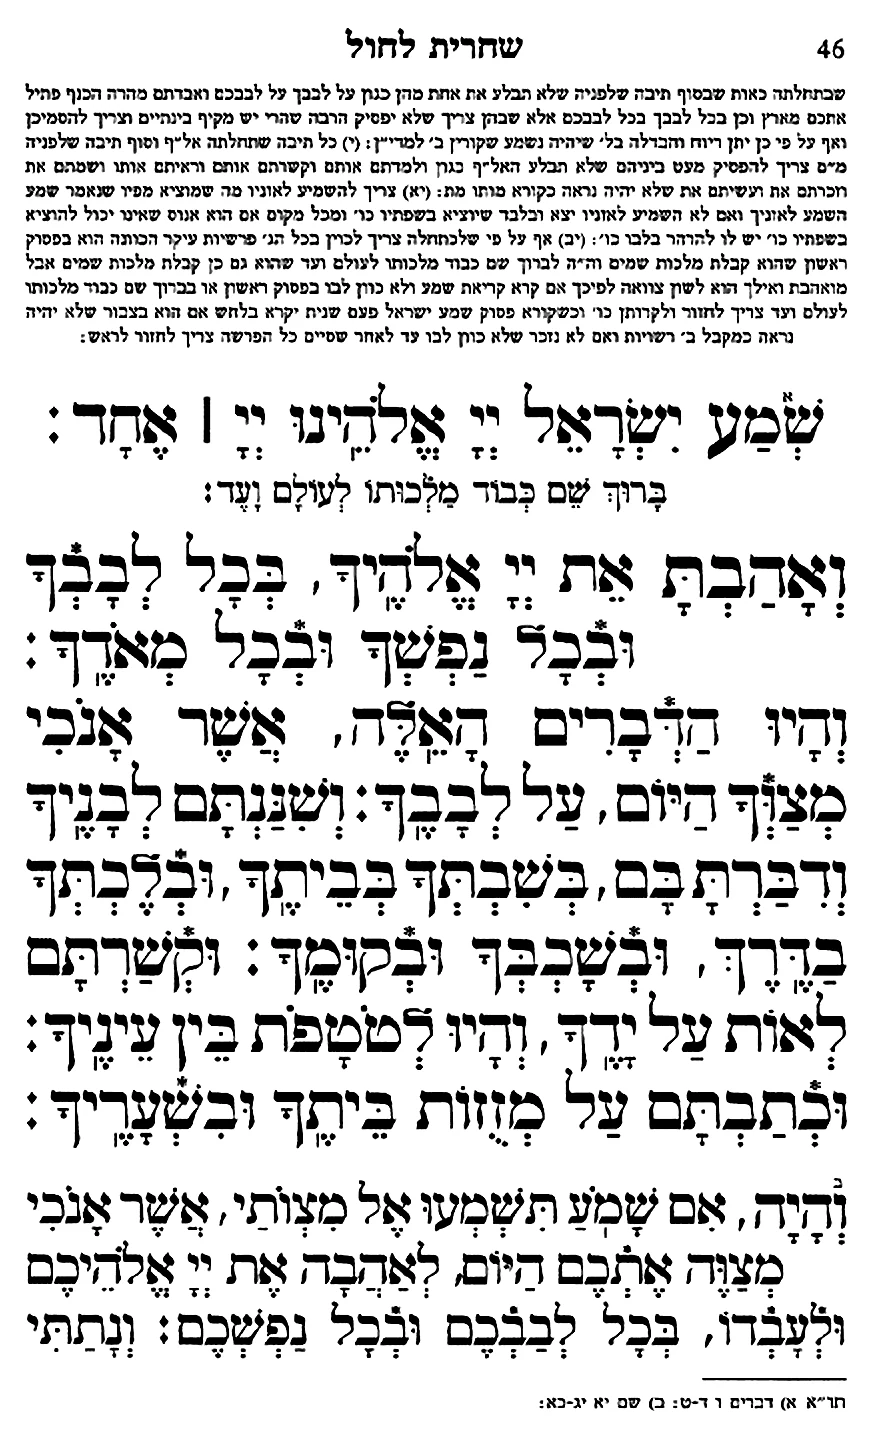 46
שחרית לחול
שבתחלתה כאות שבסוף תיבה שלפניה שלא תבלע את אחת מהן כגון על לבבך על לבבכם ואבדתם מהרה הכנף פתיל
אתכם מארץ וכן בכל לבבך בכל לבבכם אלא שבהן צריך שלא יפסיק הרבה שהרי יש מקיף בינתיים וצריך להסמיכן
ואף על פי כן יתן ריוח והבדלה בל׳ שיהיה נשמע שקורין ב׳ למדי״ן: (י) כל תיבה שתחלתה אל״ף וסוף תיבה שלפניה
מ״ם צריך להפסיק מעט ביניהם שלא תבלע האל״ף כגון ולמדתם אותם וקשרתם אותם וראיתם אותו ושמתם את
וזכרתם את ועשיתם את שלא יהיה נראה כקורא מותו מת: (יא) צריך להשמיע לאזניו מה שמוציא מפיו שנאמר שמע
השמע לאזניך ואם לא השמיע לאזניו יצא ובלבד שיוציא בשפתיו כו׳ ומכל מקום אם הוא אנוס שאינו יכול להוציא
בשפתיו כו׳ יש לו להרהר בלבו כו׳: (יב) אף על פי שלכתחלה צריך לכוין בכל הג׳ פרשיות עיקר הכוונה הוא בפסוק
ראשון שהוא קבלת מלכות שמים וה״ה לברוך שם כבוד מלכותו לעולם ועד שהוא גם כן קבלת מלכות שמים אבל
מואהבת ואילך הוא לשון צוואה לפיכך אם קרא קריאת שמע ולא כוון לבו בפסוק ראשון או בברוך שם כבוד מלכותו
לעולם ועד צריך לחזור ולקרותן כו׳ וכשקורא פסוק שמע ישראל פעם שנית יקרא בלחש אם הוא בצבור שלא יהיה
נראה כמקבל ב׳ רשויות ואם לא נזכר שלא כוון לבו עד לאחר שסיים כל הפרשה צריך לחזור לראש:
א שְׁמַע יִשְׂרָאֵל יְיָ אֱלֹהֵינוּ יְיָ | אֶחָד:
בָּרוּךְ שֵׁם כְּבוֹד מַלְכוּתוֹ לְעוֹלָם וָעֶד:
וְאָהַבְתָּ אֵת יְיָ אֱלֹהֶיךָ, בְּכָל לְבָבְךָ*
וּבְכָל* נַפְשְׁךָ וּבְכָל* מְאֹדֶךָ:
וְהָיוּ הַדְּבָרִים* הָאֵלֶּה, אֲשֶׁר אָנֹכִי
מְצַוְּךָ* הַיּוֹם, עַל לְבָבֶךָ: וְשִׁנַּנְתָּם לְבָנֶיךָ
וְדִבַּרְתָּ בָּם, בְּשִׁבְתְּךָ בְּבֵיתֶךָ, וּבְלֶכְתְּךָ*
בַדֶּרֶךְ, וּבְשָׁכְבְּךָ* וּבְקוּמֶךָ*: וּקְשַׁרְתָּם*
לְאוֹת עַל יָדֶךָ, וְהָיוּ לְטֹטָפֹת בֵּין עֵינֶיךָ:
וּכְתַבְתָּם* עַל מְזֻזוֹת בֵּיתֶךָ וּבִשְׁעָרֶיךָ*:
ב וְהָיָה, אִם שָׁמֹעַ תִּשְׁמְעוּ אֶל מִצְוֹתַי, אֲשֶׁר אָנֹכִי
מְצַוֶּה אֶתְכֶם הַיּוֹם, לְאַהֲבָה אֶת יְיָ אֱלֹהֵיכֶם
וּלְעָבְדוֹ, בְּכָל לְבַבְכֶם וּבְכָל נַפְשְׁכֶם: וְנָתַתִּי
תו״א א) דברים ו ד-ט: ב) שם יא יג-כא: